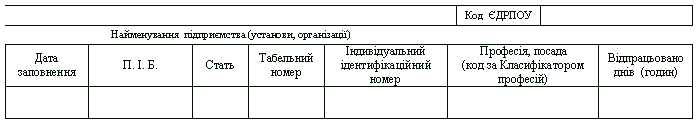 Код ЄДРПОУ
Найменування підприємства (установи, організації)
Дата заповнення
П. І. Б.
Стать
Табельний номер
Індивідуальний ідентифікаційний номер
Професія, посада (код за Класифікатором професій)
Відпрацьовано днів (годин)